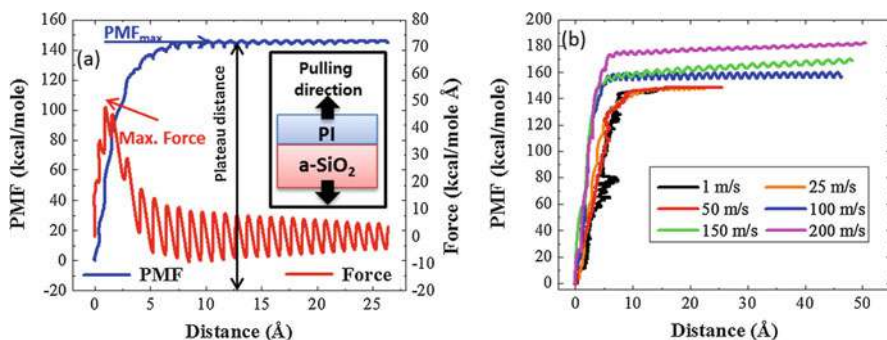 (a)
PMFmax
Max. Force
Plateau distance
Pulling
direction
PI
a-SiO2
PMF
Force
PMF (kcal/mole)
160
140
120
100
80
60
40
20
0
-20
Force (kcal/mole Å)
80
70
60
50
40
30
20
10
0
-10
-20
0 5 10 15 20 25
Distance (Å)
(b)
PMF (kcal/mole)
200
180
160
140
120
100
80
60
40
20
0
1 m/s 25 m/s
50 m/s 100 m/s
150 m/s 200 m/s
0 10 20 30 40 50
Distance (Å)